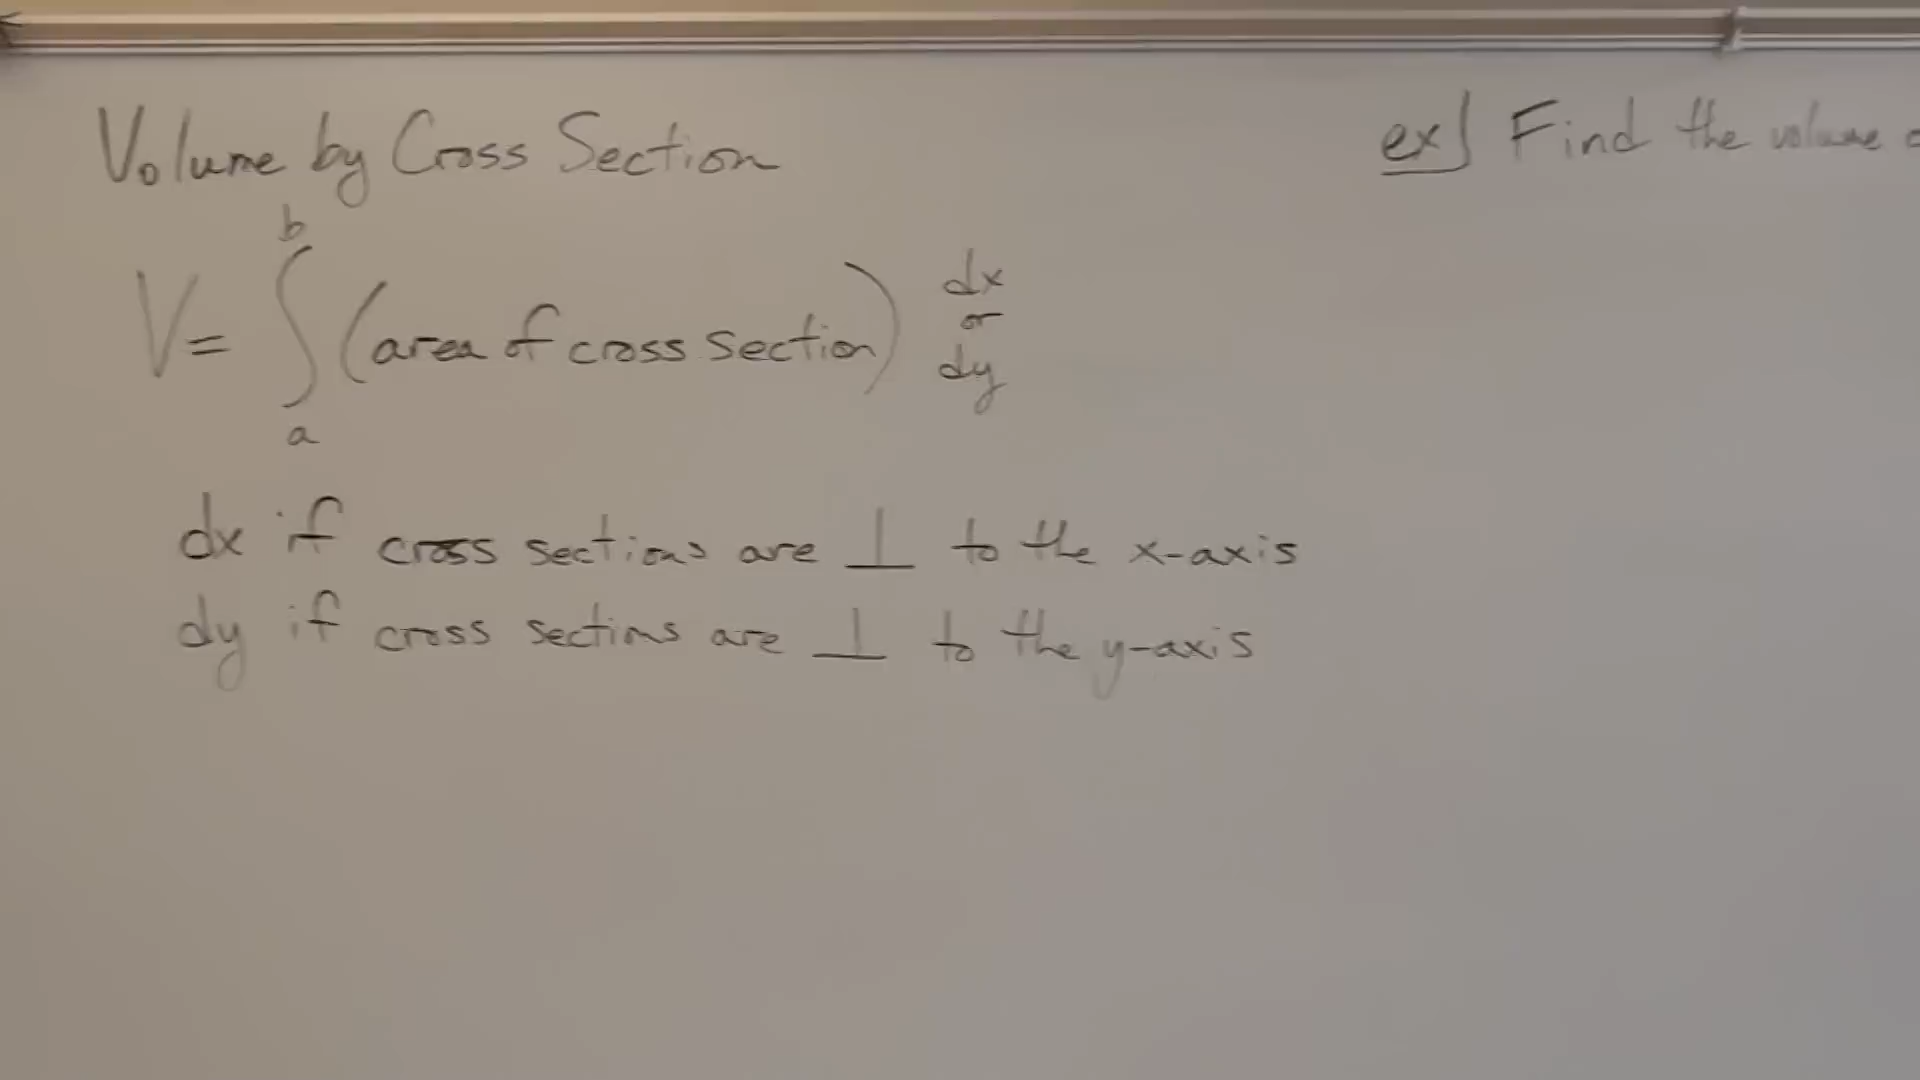 Volume by Cross Section
V = ∫_a^b (area of cross section) dx or dy
dx if cross sections are ⊥ to the x-axis
dy if cross sections are ⊥ to the y-axis
ex) Find the volume